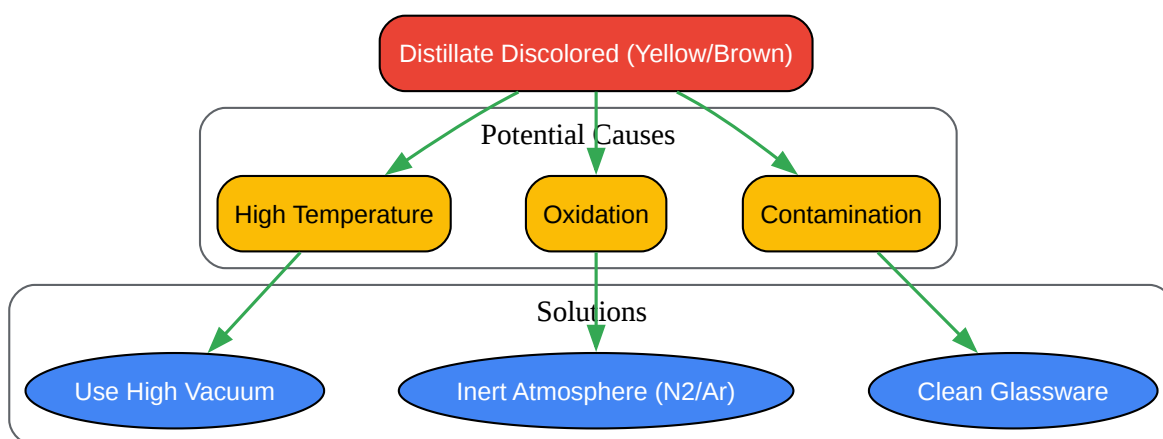 Distillate Discolored (Yellow/Brown)
Potential Causes
High Temperature
Oxidation
Contamination
Solutions
Use High Vacuum
Inert Atmosphere (N2/Ar)
Clean Glassware